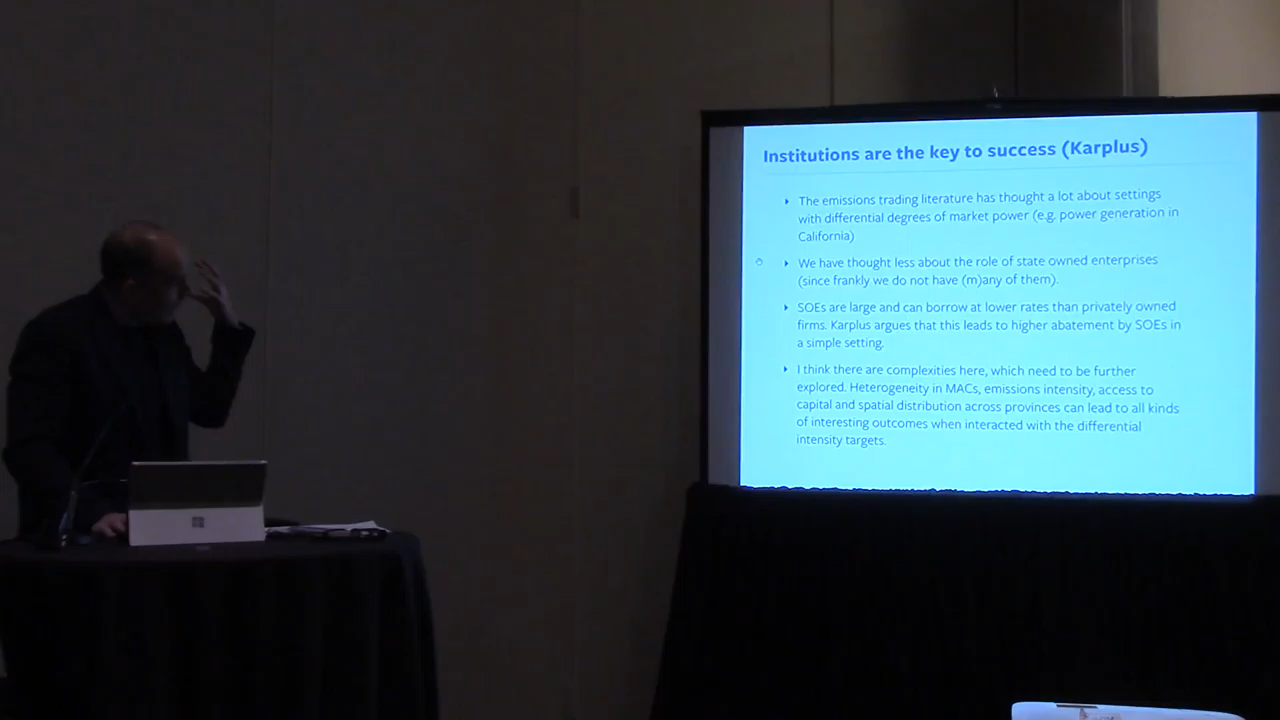 Institutions are the key to success (Karplus)
The emissions trading literature has thought a lot about settings
with differential degrees of market power (e.g. power generation in
California)
We have thought less about the role of state owned enterprises
(since frankly we do not have (m)any of them).
SOEs are large and can borrow at lower rates than privately owned
firms. Karplus argues that this leads to higher abatement by SOEs in
a simple setting.
I think there are complexities here, which need to be further
explored. Heterogeneity in MACs, emissions intensity, access to
capital and spatial distribution across provinces can lead to all kinds
of interesting outcomes when interacted with the differential
intensity targets.